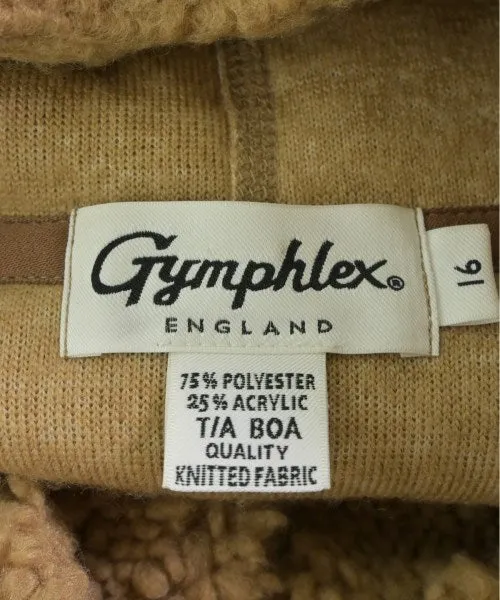 Gymphlex®
ENGLAND
16
75% POLYESTER
25% ACRYLIC
T/A BOA
QUALITY
KNITTED FABRIC